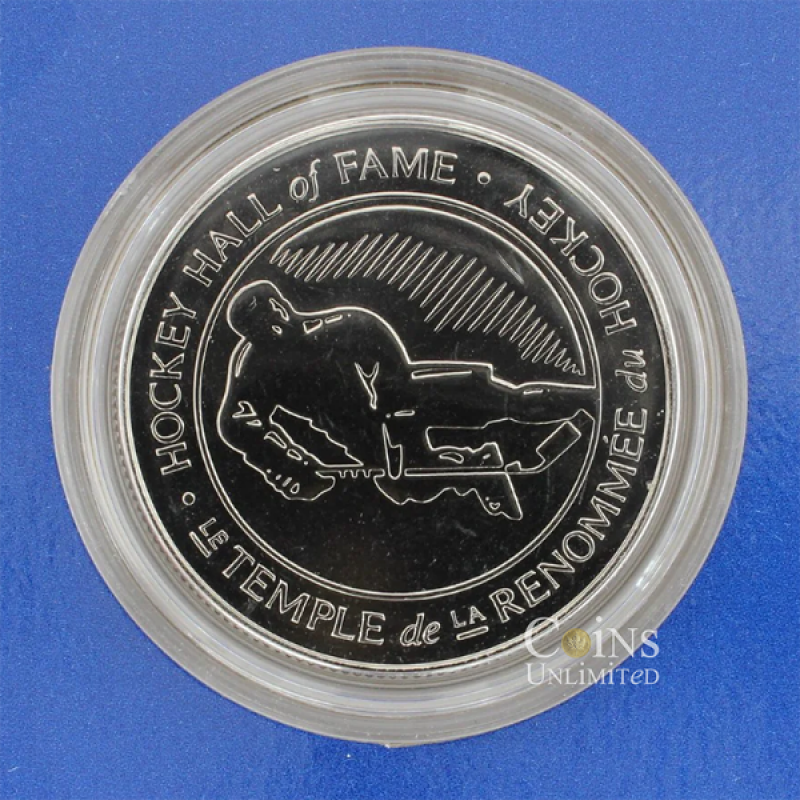 • HOCKEY HALL of FAME •
LE TEMPLE de LA RENOMMÉE du HOCKEY
COINS
UNLIMITED